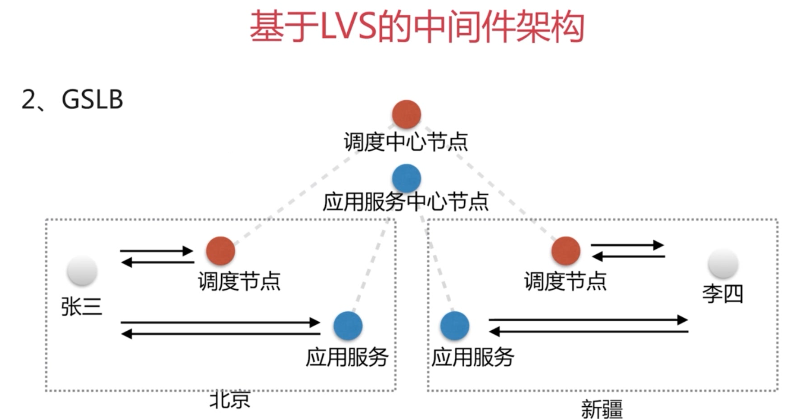 基于LVS的中间件架构
2、GSLB
调度中心节点
应用服务中心节点
张三
调度节点
应用服务
北京
调度节点
李四
应用服务
新疆